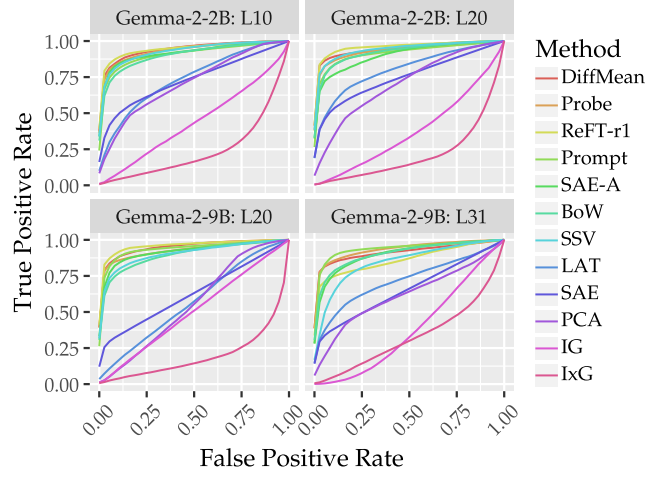 Gemma-2-2B: L10
Gemma-2-2B: L20
1.00
0.75
0.50
0.25
0.00
Gemma-2-9B: L20
Gemma-2-9B: L31
1.00
0.75
0.50
0.25
0.00
0.00
0.25
0.50
0.75
1.00
0.00
0.25
0.50
0.75
1.00
True Positive Rate
False Positive Rate
Method
DiffMean
Probe
ReFT-r1
Prompt
SAE-A
BoW
SSV
LAT
SAE
PCA
IG
IxG